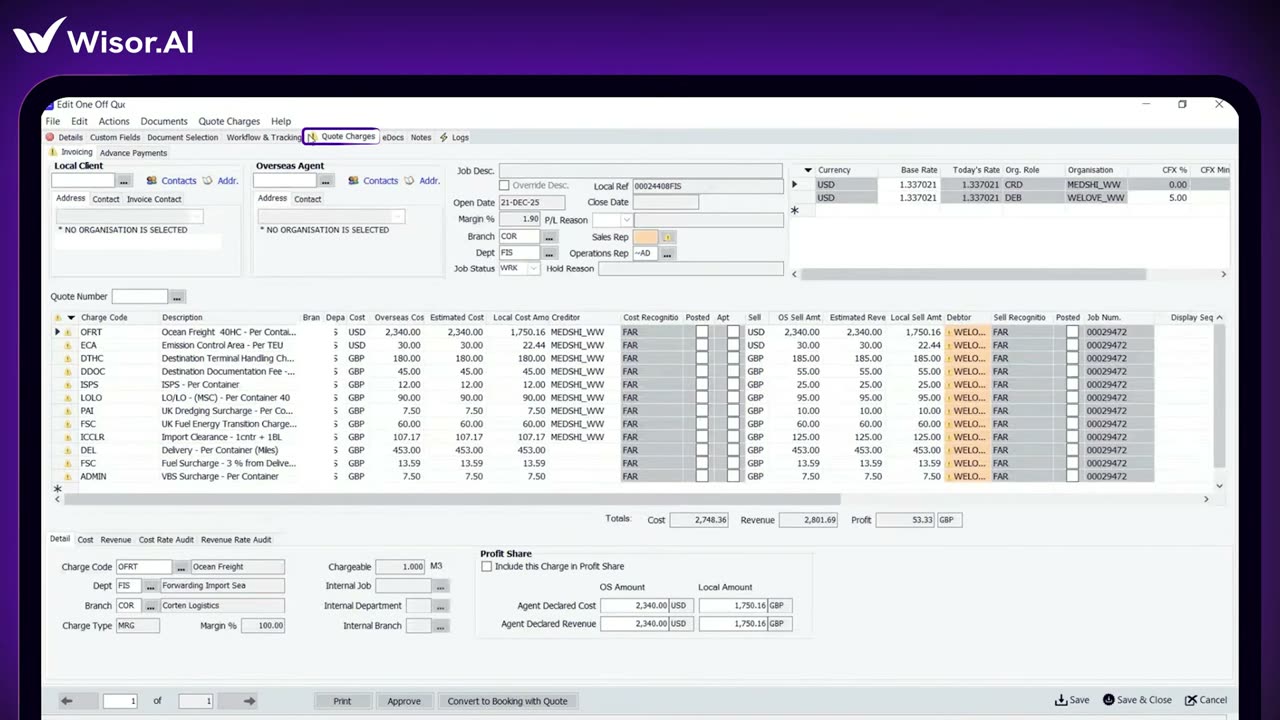 Wisor.AI
Edit One Off Quo
File Edit Actions Documents Quote Charges Help
Details Custom Fields Document Selection Workflow & Tracking Quote Charges eDocs Notes Logs
Invoicing Advance Payments
Local Client Overseas Agent
... Contacts Addr. ... Contacts Addr.
Address Contact Invoice Contact Address Contact
* NO ORGANISATION IS SELECTED * NO ORGANISATION IS SELECTED
Job Desc.
Override Desc. Local Ref 00024408FIS
Open Date 21-DEC-25 Close Date
Margin % 1.90 P/L Reason
Branch COR ... Sales Rep
Dept FIS ... Operations Rep ~AD ...
Job Status WRK Hold Reason
Currency Base Rate Today's Rate Org. Role Organisation CFX % CFX Min
USD 1.337021 1.337021 CRD MEDSHI_WW 0.00
USD 1.337021 1.337021 DEB WELOVE_WW 5.00
Quote Number ...
Charge Code Description Bran Depa Cost Overseas Cos Estimated Cost Local Cost Amo Creditor Cost Recognitio Posted Apt Sell OS Sell Amt Estimated Reve Local Sell Amt Debtor Sell Recognitio Posted Job Num. Display Seq
OFRT Ocean Freight 40HC - Per Contai... S USD 2,340.00 2,340.00 1,750.16 MEDSHI_WW FAR USD 2,340.00 2,340.00 1,750.16 WELO... FAR 00029472
ECA Emission Control Area - Per TEU S USD 30.00 30.00 22.44 MEDSHI_WW FAR USD 30.00 30.00 22.44 WELO... FAR 00029472
DTHC Destination Terminal Handling Ch... S GBP 180.00 180.00 180.00 MEDSHI_WW FAR GBP 185.00 185.00 185.00 WELO... FAR 00029472
DDOC Destination Documentation Fee -... S GBP 45.00 45.00 45.00 MEDSHI_WW FAR GBP 55.00 55.00 55.00 WELO... FAR 00029472
ISPS ISPS - Per Container S GBP 12.00 12.00 12.00 MEDSHI_WW FAR GBP 25.00 25.00 25.00 WELO... FAR 00029472
LOLO LO/LO - (MSC) - Per Container 40 S GBP 90.00 90.00 90.00 MEDSHI_WW FAR GBP 95.00 95.00 95.00 WELO... FAR 00029472
PAI UK Dredging Surcharge - Per Co... S GBP 7.50 7.50 7.50 MEDSHI_WW FAR GBP 10.00 10.00 10.00 WELO... FAR 00029472
FSC UK Fuel Energy Transition Charge... S GBP 60.00 60.00 60.00 MEDSHI_WW FAR GBP 60.00 60.00 60.00 WELO... FAR 00029472
ICCLR Import Clearance - 1cntr + 1BL S GBP 107.17 107.17 107.17 MEDSHI_WW FAR GBP 125.00 125.00 125.00 WELO... FAR 00029472
DEL Delivery - Per Container (Miles) S GBP 453.00 453.00 453.00 FAR GBP 453.00 453.00 453.00 WELO... FAR 00029472
FSC Fuel Surcharge - 3 % from Delive... S GBP 13.59 13.59 13.59 FAR GBP 13.59 13.59 13.59 WELO... FAR 00029472
ADMIN VBS Surcharge - Per Container S GBP 7.50 7.50 7.50 FAR GBP 7.50 7.50 7.50 WELO... FAR 00029472
Totals: Cost 2,748.36 Revenue 2,801.69 Profit 53.33 GBP
Detail Cost Revenue Cost Rate Audit Revenue Rate Audit
Charge Code OFRT ... Ocean Freight
Dept FIS ... Forwarding Import Sea
Branch COR ... Corten Logistics
Charge Type MRG Margin % 100.00
Chargeable 1.000 M3
Internal Job ...
Internal Department ...
Internal Branch ...
Profit Share
Include this Charge in Profit Share
OS Amount Local Amount
Agent Declared Cost 2,340.00 USD 1,750.16 GBP
Agent Declared Revenue 2,340.00 USD 1,750.16 GBP
1 of 1 Print Approve Convert to Booking with Quote Save Save & Close Cancel